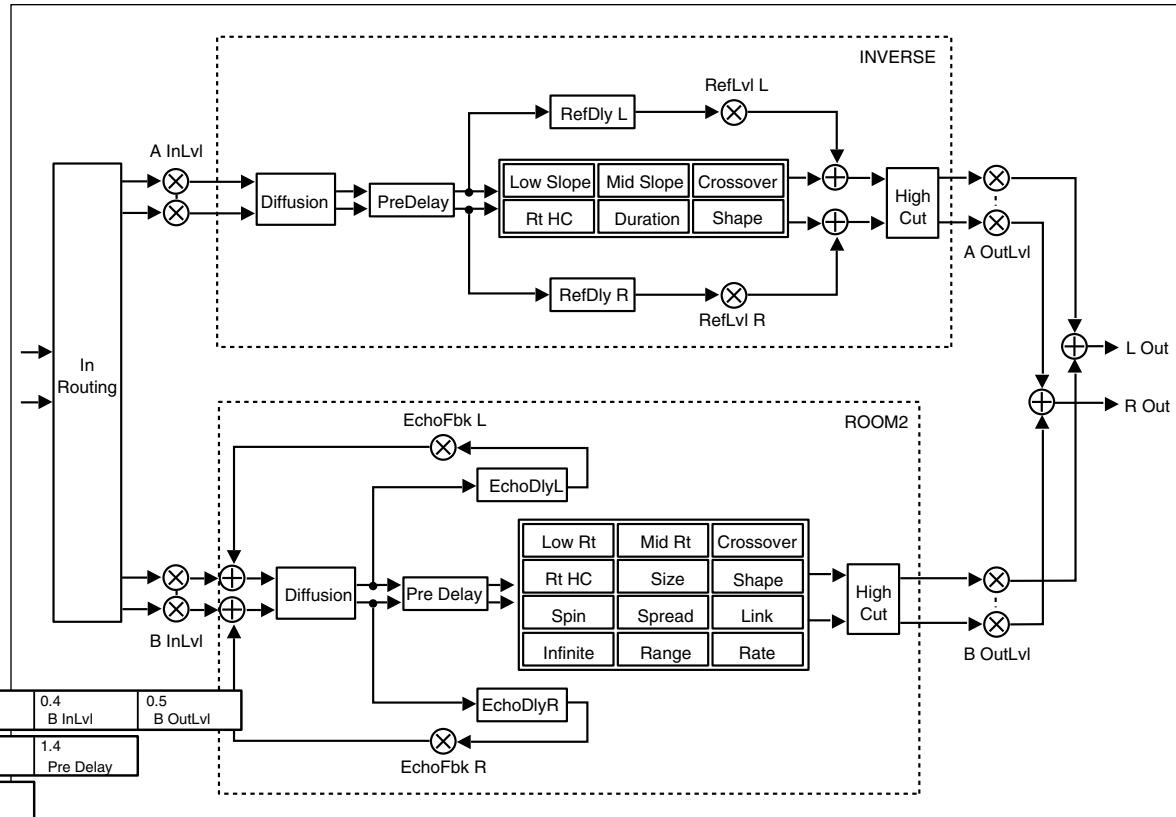 INVERSE
RefLvl L
RefDly L
A InLvl
Diffusion
PreDelay
Low Slope
Mid Slope
Crossover
Rt HC
Duration
Shape
High
Cut
A OutLvl
RefDly R
RefLvl R
In
Routing
L Out
R Out
ROOM2
EchoFbk L
EchoDlyL
Low Rt
Mid Rt
Crossover
Rt HC
Size
Shape
Spin
Spread
Link
Infinite
Range
Rate
Diffusion
Pre Delay
High
Cut
B InLvl
B OutLvl
EchoDlyR
EchoFbk R
0.4
B InLvl
0.5
B OutLvl
1.4
Pre Delay